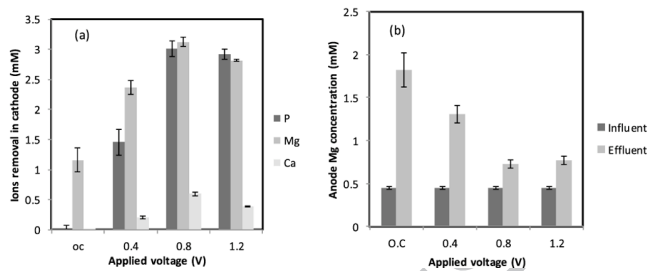 (a)
Ions removal in cathode (mM)
3.5
3
2.5
2
1.5
1
0.5
0
oc 0.4 0.8 1.2
Applied voltage (V)
P
Mg
Ca
(b)
Anode Mg concentration (mM)
2.5
2
1.5
1
0.5
0
O.C 0.4 0.8 1.2
Applied voltage (V)
Influent
Effluent